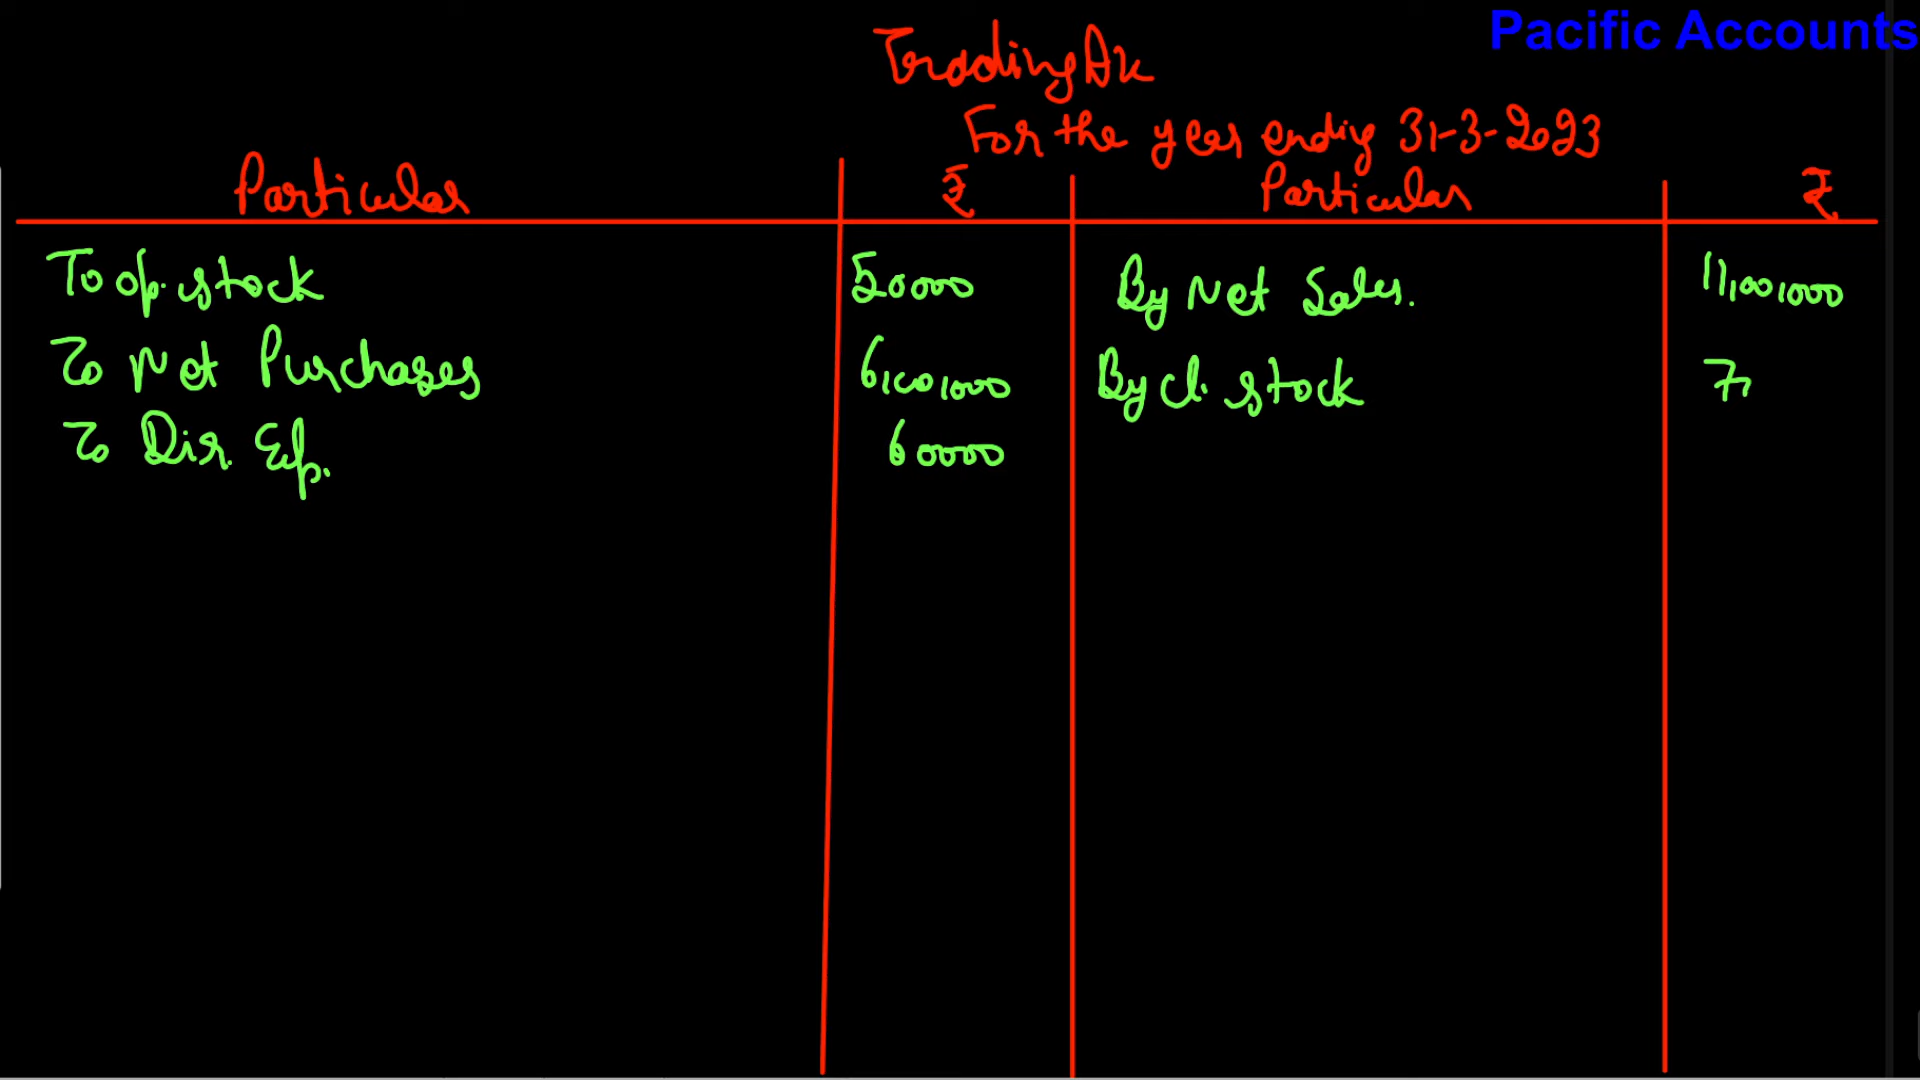 Pacific Accounts
Trading A/c
For the year ending 31-3-2023
Particular ₹ Particular ₹
To op. stock 50000 By Net Sales. 11,00,000
To Net Purchases 6,00,000 By cl. stock 7,
To Dir. Exp. 60000